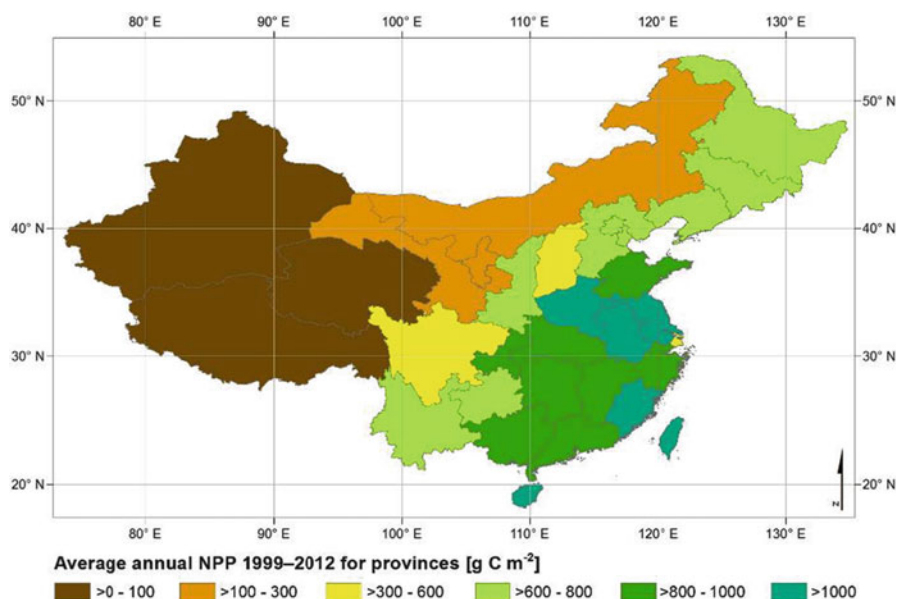 80° E 90° E 100° E 110° E 120° E 130° E
50° N 50° N
40° N 40° N
30° N 30° N
20° N 20° N
N
80° E 90° E 100° E 110° E 120° E 130° E
Average annual NPP 1999–2012 for provinces [g C m⁻²]
>0 - 100 >100 - 300 >300 - 600 >600 - 800 >800 - 1000 >1000